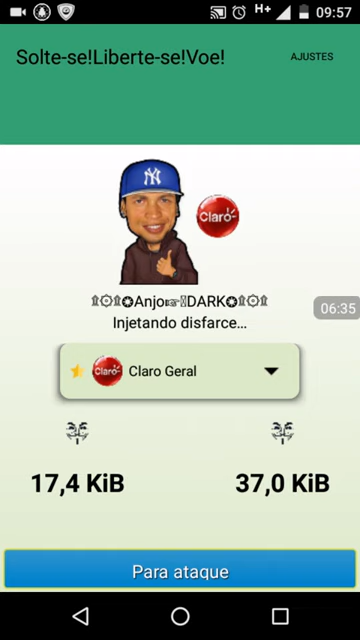 H+ 09:57
Solte-se!Liberte-se!Voe! AJUSTES
NY
Claro
Anjo DARK
Injetando disfarce...
06:35
Claro Claro Geral
17,4 KiB 37,0 KiB
Para ataque